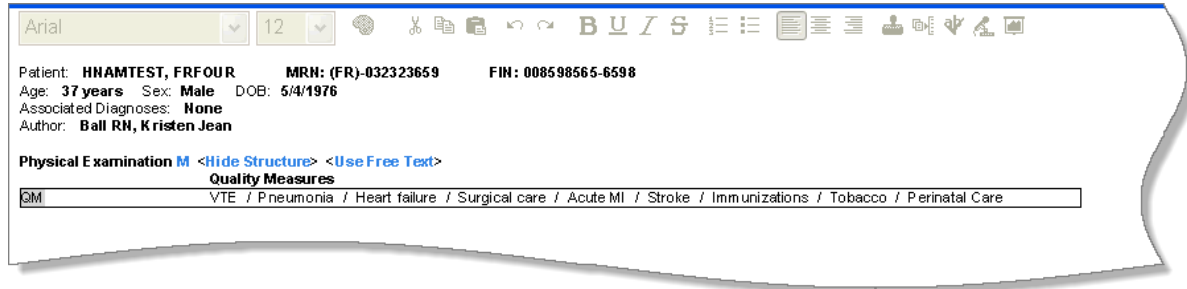 Arial 12 B U I S
Patient: HNAMTEST, FRFOUR MRN: (FR)-032323659 FIN: 008598565-6598
Age: 37 years Sex: Male DOB: 5/4/1976
Associated Diagnoses: None
Author: Ball RN, Kristen Jean
Physical Examination M <Hide Structure> <Use Free Text>
Quality Measures
QM VTE / Pneumonia / Heart failure / Surgical care / Acute MI / Stroke / Immunizations / Tobacco / Perinatal Care